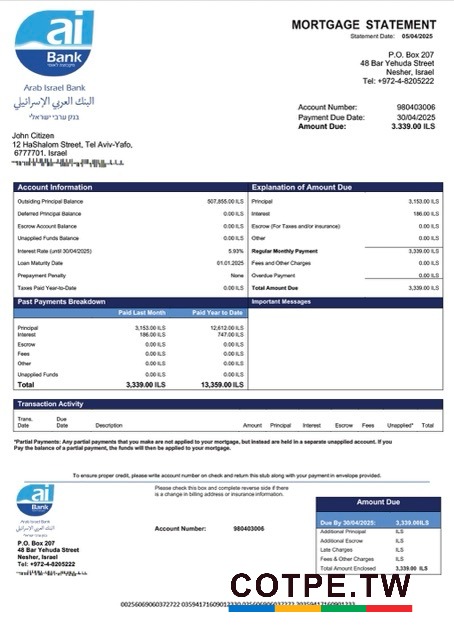 ai
Bank
מקבוצת לאומי
Arab Israel Bank
البنك العربي الإسرائيلي
בנק ערבי ישראלי
MORTGAGE STATEMENT
Statement Date: 05/04/2025
P.O. Box 207
48 Bar Yehuda Street
Nesher, Israel
Tel: +972-4-8205222
Account Number: 980403006
Payment Due Date: 30/04/2025
Amount Due: 3.339.00 ILS
John Citizen
12 HaShalom Street, Tel Aviv-Yafo,
6777701, Israel
Account Information
Outsiding Principal Balance 507,855.00 ILS
Deferred Principal Balance 0.00 ILS
Escrow Account Balance 0.00 ILS
Unapplied Funds Balance 0.00 ILS
Interest Rate (until 30/04/2025) 5.93%
Loan Maturity Date 01.01.2025
Prepayment Penalty None
Taxes Paid Year-to-Date 0.00 ILS
Explanation of Amount Due
Principal 3,153.00 ILS
Interest 186.00 ILS
Escrow (For Taxes and/or insurance) 0.00 ILS
Other 0.00 ILS
Regular Monthly Payment 3,339.00 ILS
Fees and Other Charges 0.00 ILS
Overdue Payment 0.00 ILS
Total Amount Due 3,339.00 ILS
Past Payments Breakdown
Paid Last Month Paid Year to Date
Principal 3,153.00 ILS 12,612.00 ILS
Interest 186.00 ILS 747.00 ILS
Escrow 0.00 ILS 0.00 ILS
Fees 0.00 ILS 0.00 ILS
Other 0.00 ILS 0.00 ILS
Unapplied Funds 0.00 ILS 0.00 ILS
Total 3,339.00 ILS 13,359.00 ILS
Important Messages
Transaction Activity
Trans. Date Due Date Description Amount Principal Interest Escrow Fees Unapplied* Total
*Partial Payments: Any partial payments that you make are not applied to your mortgage, but instead are held in a separate unapplied account. If you
Pay the balance of a partial payment, the funds will then be applied to your mortgage.
To ensure proper credit, please write account number on check and return this stub along with your payment in envelope provided.
ai
Bank
Arab Israel Bank
البنك العربي الإسرائيلي
בנק ערבי ישראלי
P.O. Box 207
48 Bar Yehuda Street
Nesher, Israel
Tel: +972-4-8205222
Please check this box and complete reverse side if there
is a change in billing address or insurance information.
Account Number: 980403006
Amount Due
Due By 30/04/2025: 3,339.00ILS
Additional Principal ILS
Additional Escrow ILS
Late Charges ILS
Fees & Other Charges ILS
Total Amount Enclosed 3,339.00 ILS
COTPE.TW